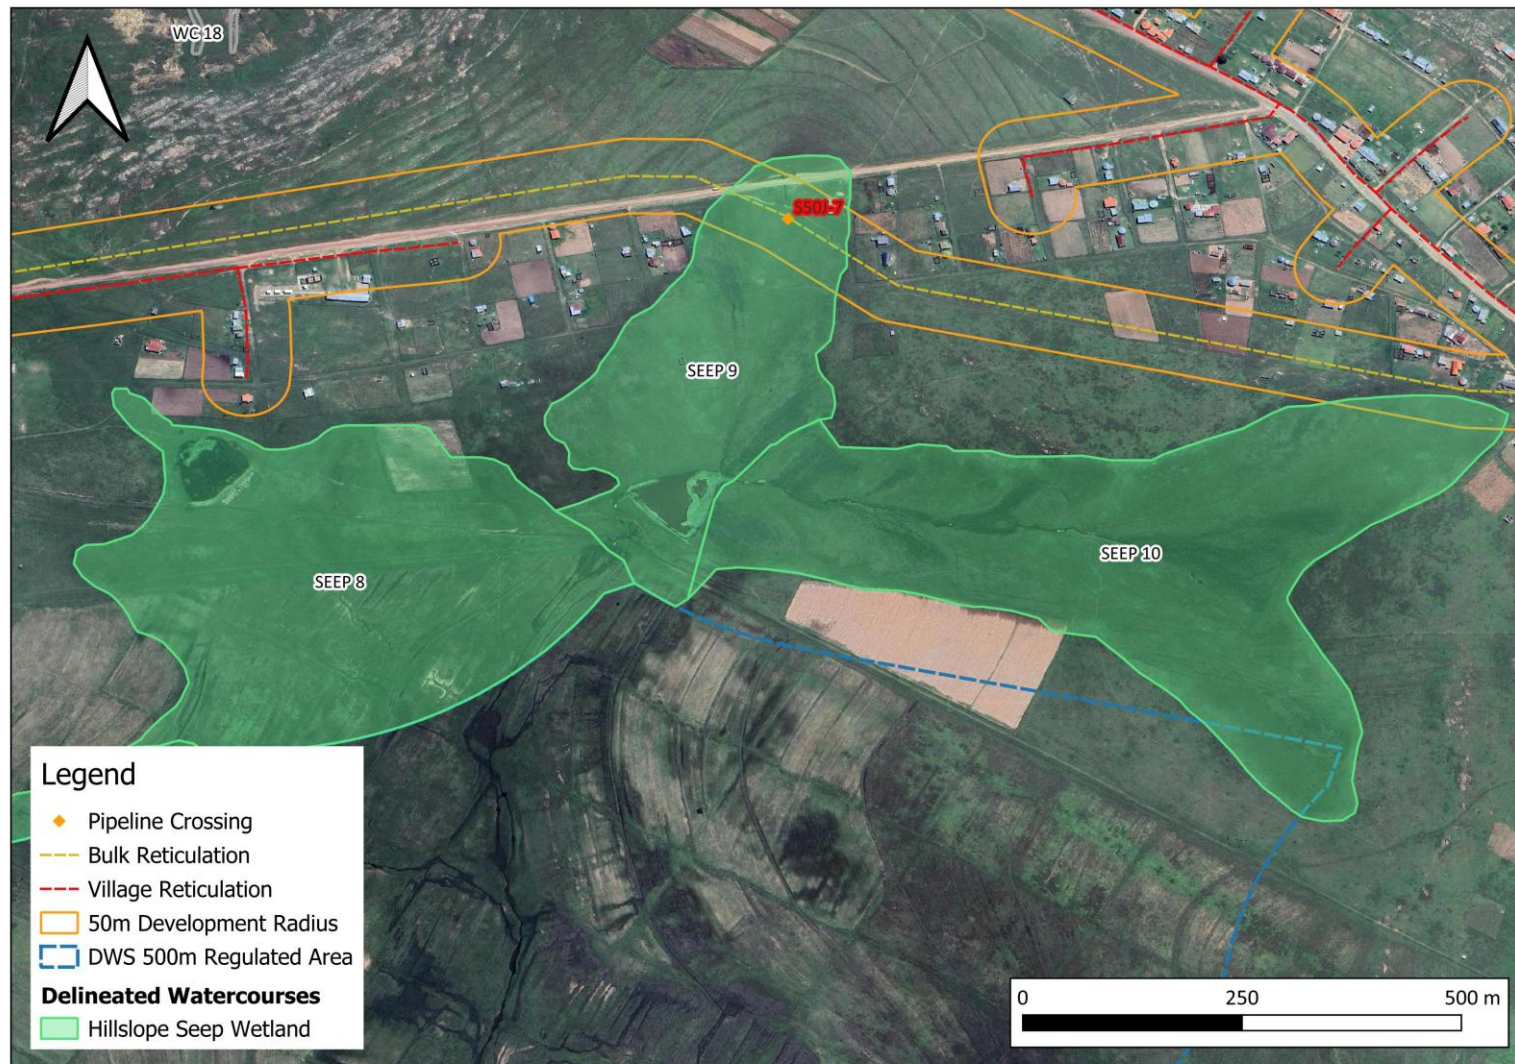 WC 18
S50J-7
SEEP 9
SEEP 10
SEEP 8
Legend
Pipeline Crossing
Bulk Reticulation
Village Reticulation
50m Development Radius
DWS 500m Regulated Area
Delineated Watercourses
Hillslope Seep Wetland
0 250 500 m